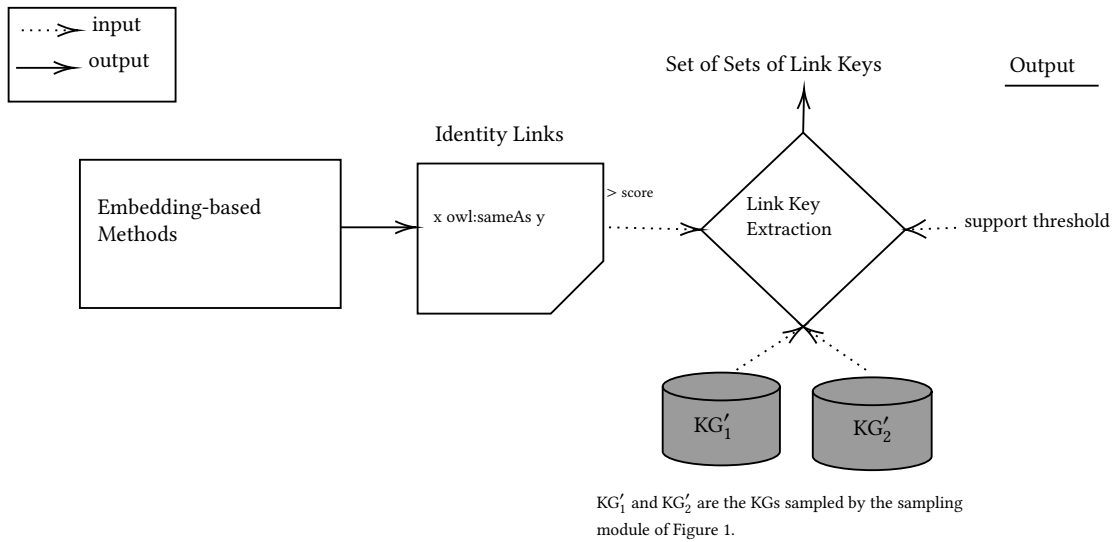 input
output
Set of Sets of Link Keys
Output
Identity Links
> score
Embedding-based
Methods
x owl:sameAs y
Link Key
Extraction
support threshold
KG′₁
KG′₂
KG′₁ and KG′₂ are the KGs sampled by the sampling
module of Figure 1.